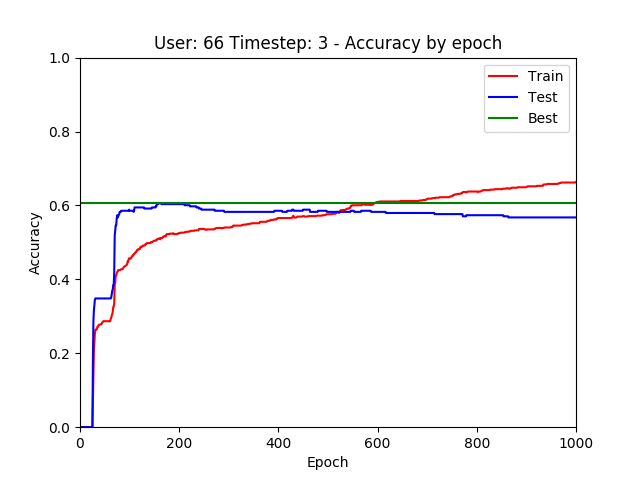 User: 66 Timestep: 3 - Accuracy by epoch
1.0
0.8
0.6
0.4
0.2
0.0
Accuracy
Train
Test
Best
0 200 400 600 800 1000
Epoch